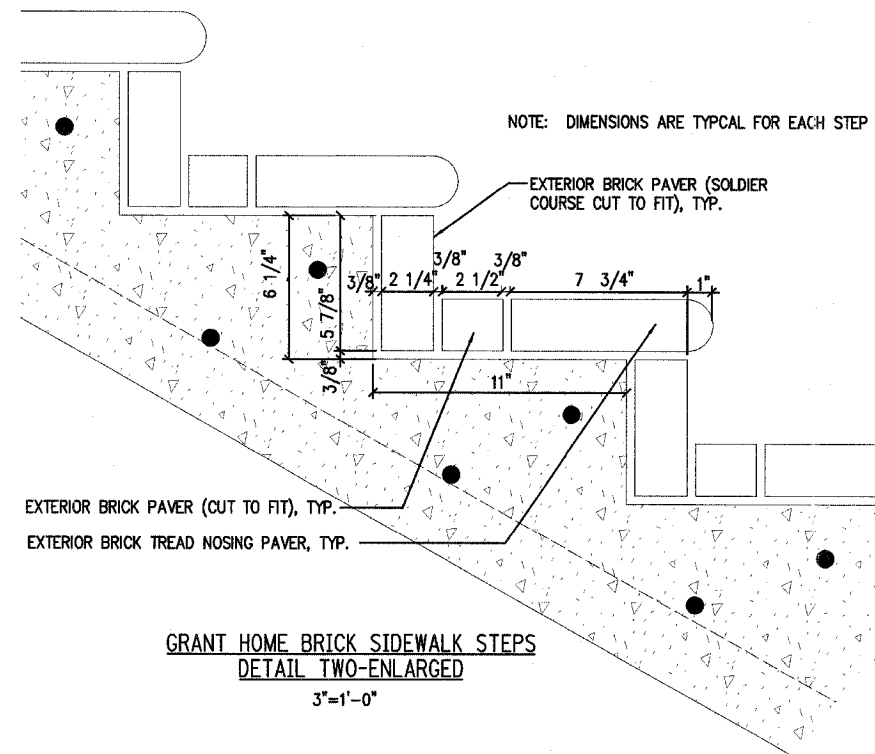 NOTE: DIMENSIONS ARE TYPCAL FOR EACH STEP
EXTERIOR BRICK PAVER (SOLDIER
COURSE CUT TO FIT), TYP.
3/8" 3/8"
3/8" 2 1/4" 2 1/2" 7 3/4" 1"
6 1/4"
5 7/8"
3/8"
11"
EXTERIOR BRICK PAVER (CUT TO FIT), TYP.
EXTERIOR BRICK TREAD NOSING PAVER, TYP.
GRANT HOME BRICK SIDEWALK STEPS
DETAIL TWO-ENLARGED
3"=1'-0"